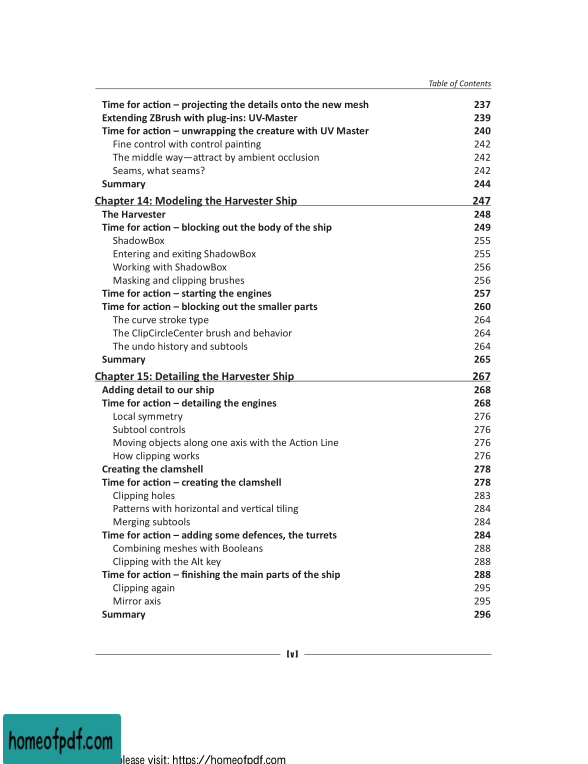 Table of Contents
Time for action – projecting the details onto the new mesh 237
Extending ZBrush with plug-ins: UV-Master 239
Time for action – unwrapping the creature with UV Master 240
Fine control with control painting 242
The middle way—attract by ambient occlusion 242
Seams, what seams? 242
Summary 244
Chapter 14: Modeling the Harvester Ship 247
The Harvester 248
Time for action – blocking out the body of the ship 249
ShadowBox 255
Entering and exiting ShadowBox 255
Working with ShadowBox 256
Masking and clipping brushes 256
Time for action – starting the engines 257
Time for action – blocking out the smaller parts 260
The curve stroke type 264
The ClipCircleCenter brush and behavior 264
The undo history and subtools 264
Summary 265
Chapter 15: Detailing the Harvester Ship 267
Adding detail to our ship 268
Time for action – detailing the engines 268
Local symmetry 276
Subtool controls 276
Moving objects along one axis with the Action Line 276
How clipping works 276
Creating the clamshell 278
Time for action – creating the clamshell 278
Clipping holes 283
Patterns with horizontal and vertical tiling 284
Merging subtools 284
Time for action – adding some defences, the turrets 284
Combining meshes with Booleans 288
Clipping with the Alt key 288
Time for action – finishing the main parts of the ship 288
Clipping again 295
Mirror axis 295
Summary 296
[v]
homeofpdf.com
please visit: https://homeofpdf.com